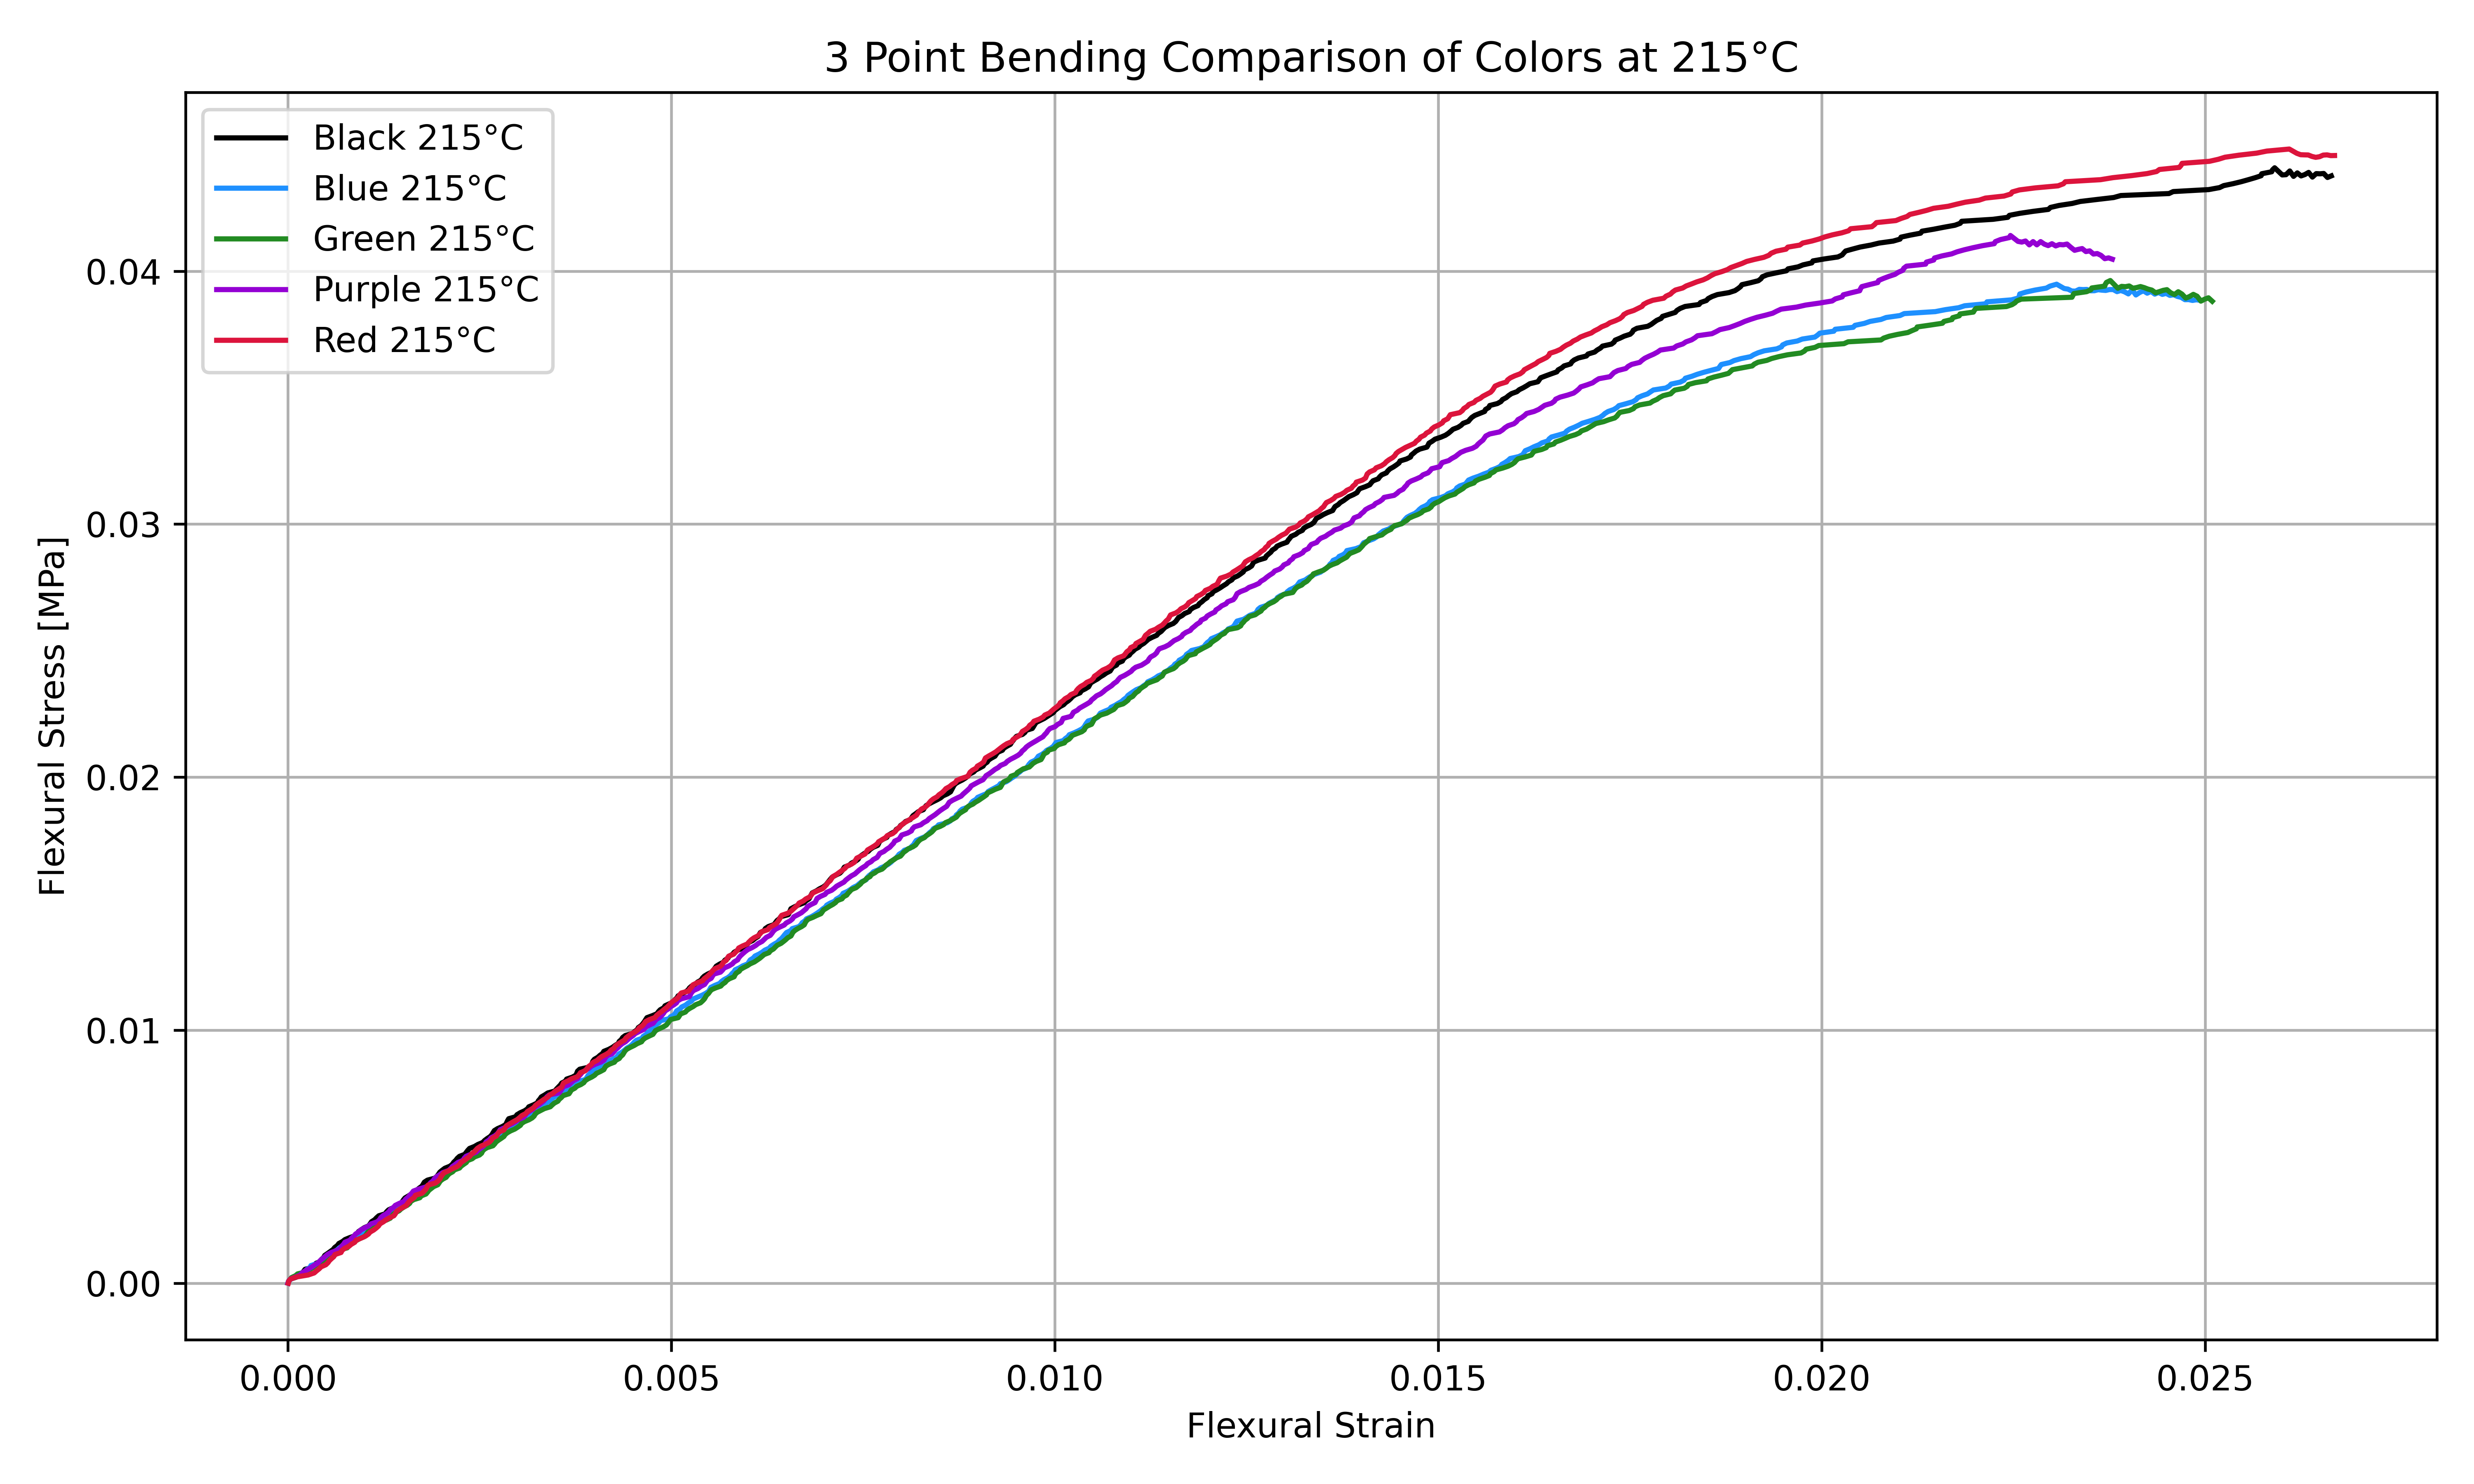 3 Point Bending Comparison of Colors at 215°C
Black 215°C
Blue 215°C
Green 215°C
Purple 215°C
Red 215°C
0.04
0.03
0.02
0.01
0.00
Flexural Stress [MPa]
0.000 0.005 0.010 0.015 0.020 0.025
Flexural Strain